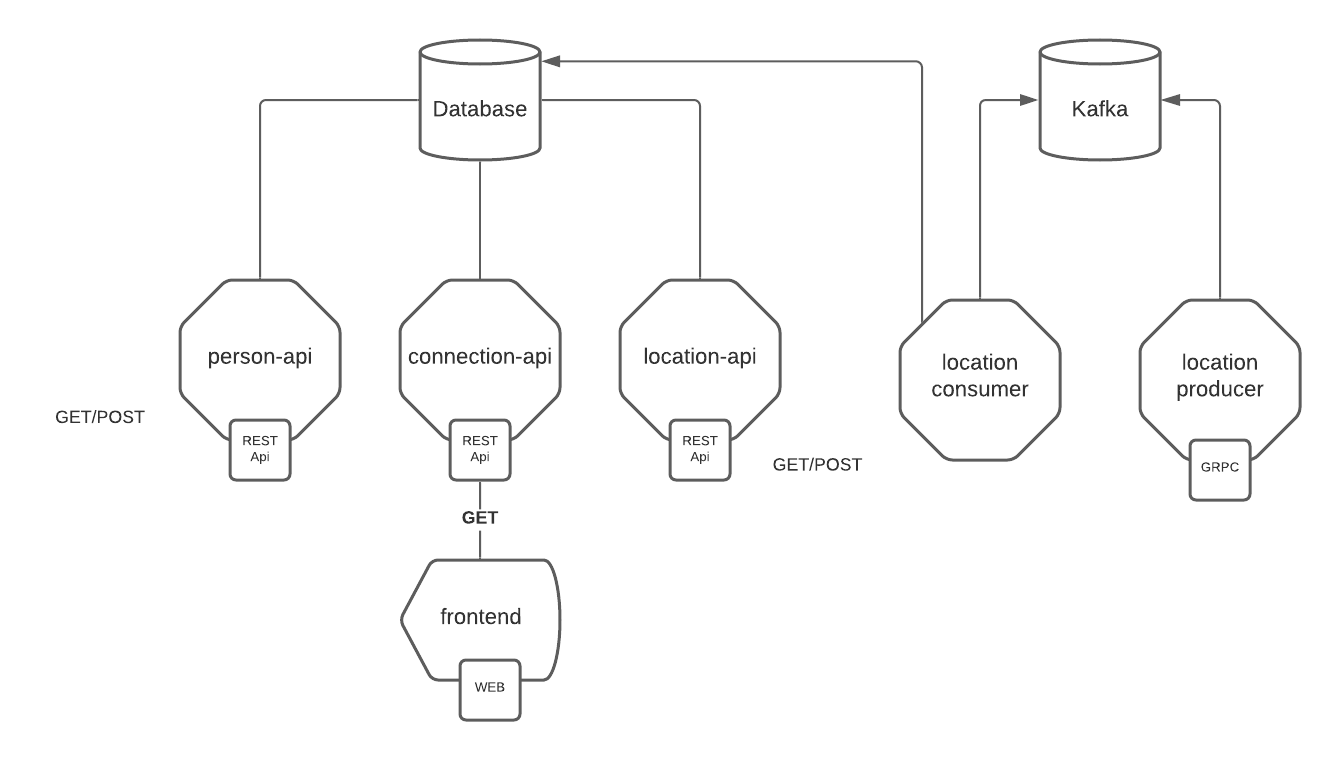 Database
Kafka
person-api
connection-api
location-api
location
consumer
location
producer
GET/POST
REST
Api
REST
Api
REST
Api
GET/POST
GRPC
GET
frontend
WEB